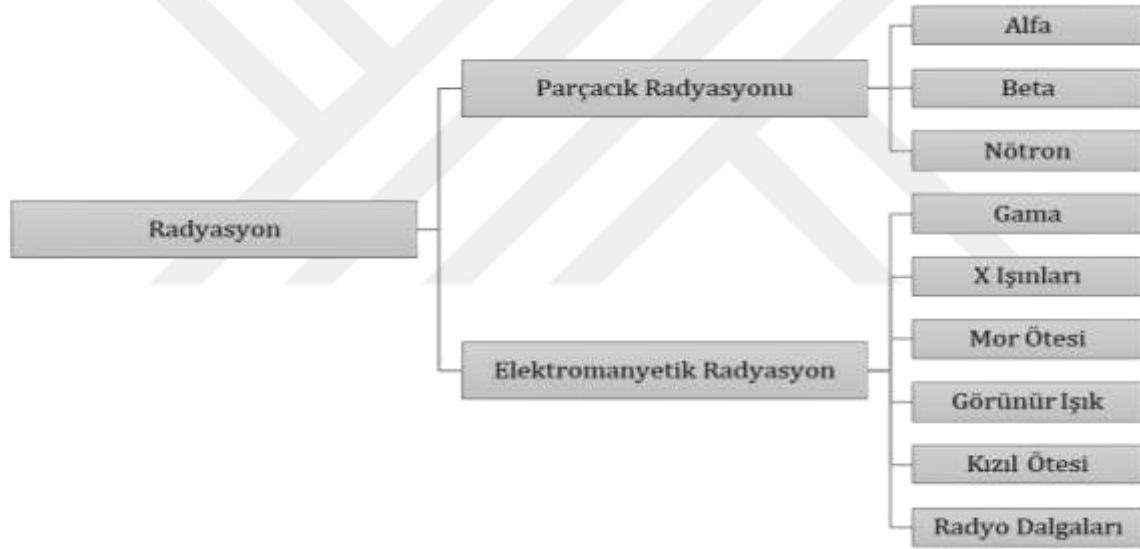 Radyasyon
Parçacık Radyasyonu
Alfa
Beta
Nötron
Elektromanyetik Radyasyon
Gama
X Işınları
Mor Ötesi
Görünür Işık
Kızıl Ötesi
Radyo Dalgaları